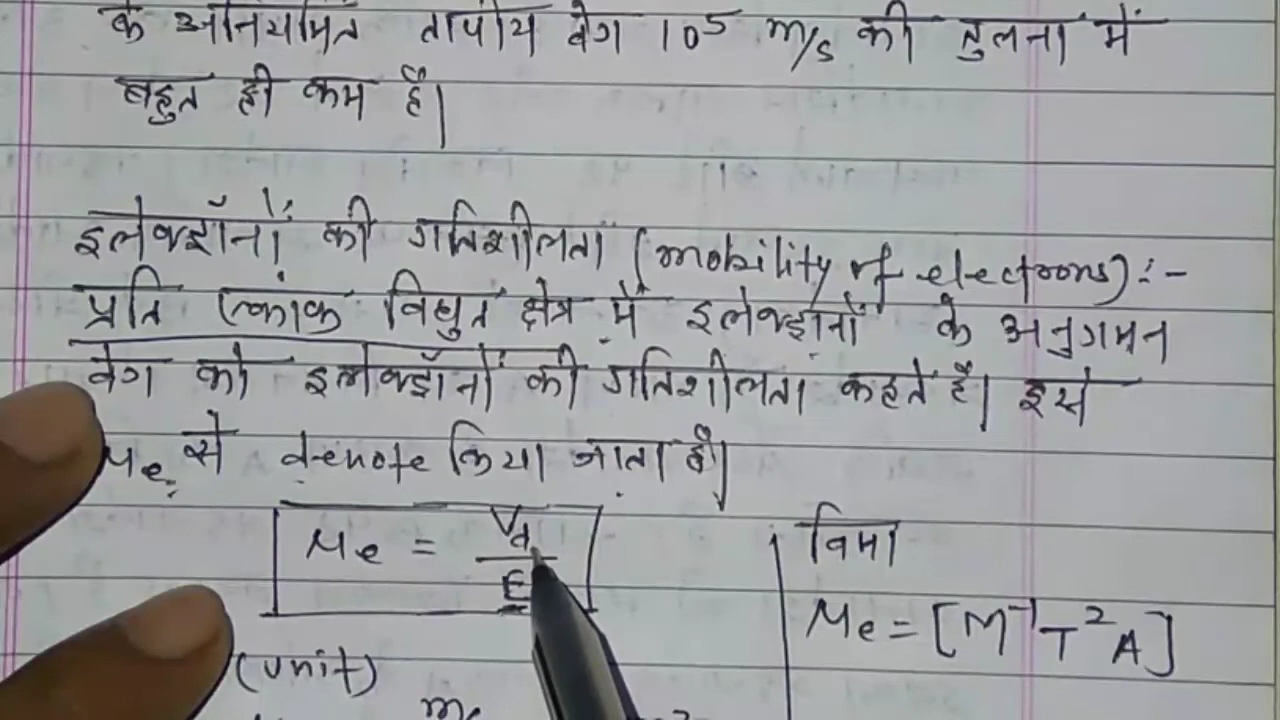 के अनियमित तापीय वेग 10⁵ m/s की तुलना में
बहुत ही कम है।
इलेक्ट्रॉनों की गतिशीलता (mobility of electrons):-
प्रति एकांक विधुत क्षेत्र में इलेक्ट्रानों के अनुगमन
वेग को इलेक्ट्रॉनों की गतिशीलता कहते है। इसे
μe से denote किया जाता है।
μe = Vd/E
विमा
μe = [M⁻¹T²A]
(unit)